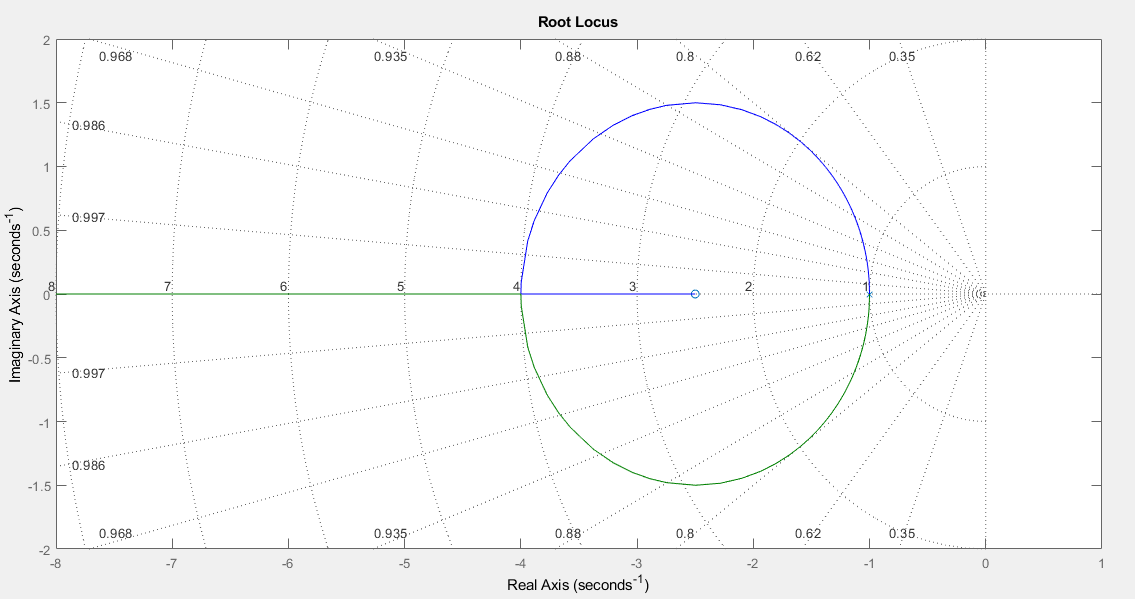 Root Locus
2
0.968 0.935 0.88 0.8 0.62 0.35
1.5
0.986
1
0.997
0.5
8 7 6 5 4 3 2 1
0
-0.5
0.997
-1
0.986
-1.5
0.968 0.935 0.88 0.8 0.62 0.35
-2
-8 -7 -6 -5 -4 -3 -2 -1 0 1
Real Axis (seconds⁻¹)
Imaginary Axis (seconds⁻¹)